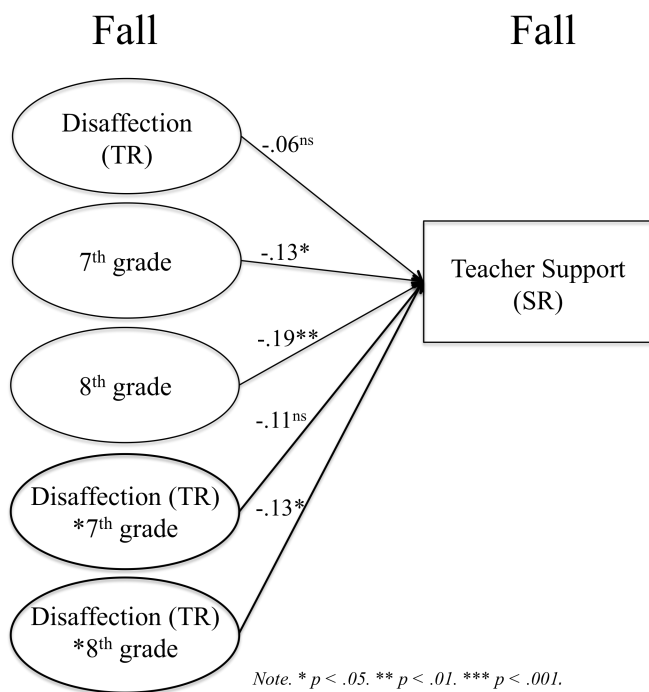 Fall
Fall
Disaffection
(TR)
-.06ns
7th grade
-.13*
Teacher Support
(SR)
8th grade
-.19**
-.11ns
Disaffection (TR)
*7th grade
-.13*
Disaffection (TR)
*8th grade
Note. * p < .05. ** p < .01. *** p < .001.